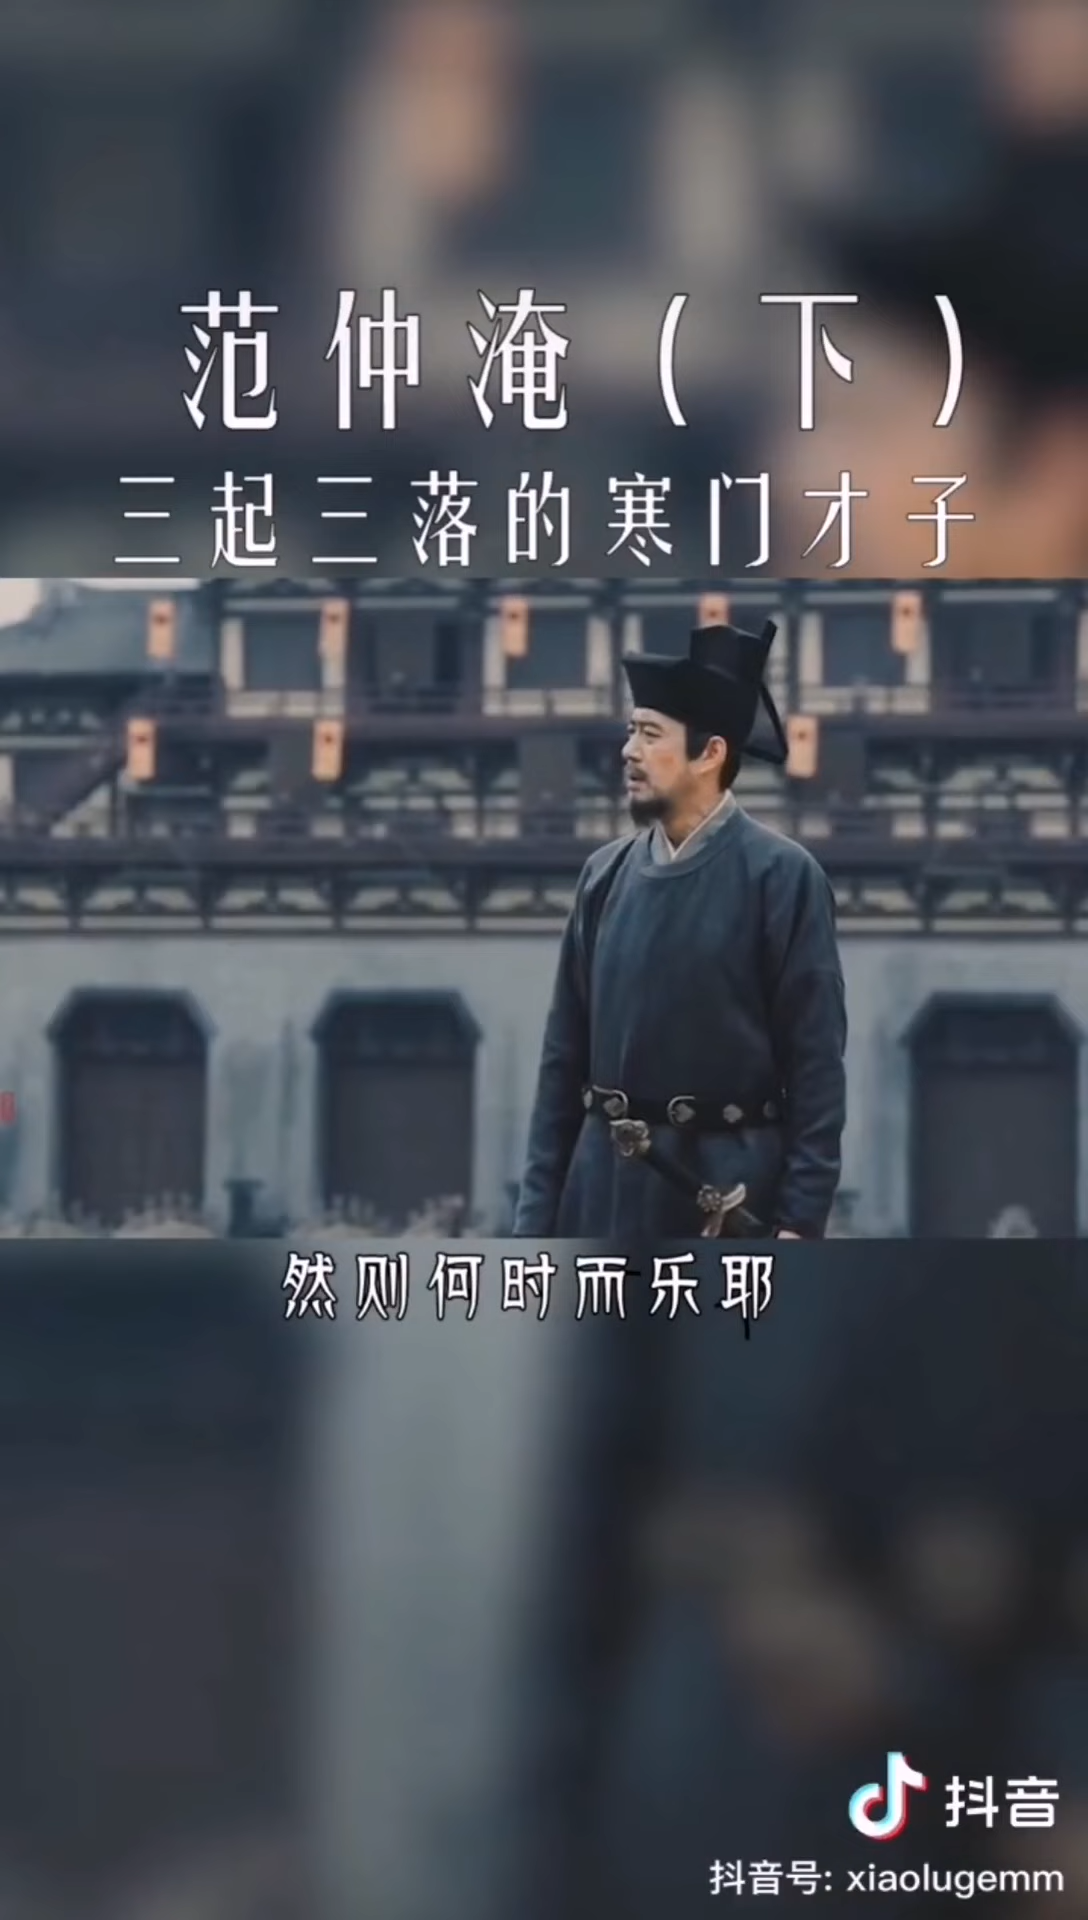 范仲淹（下）
三起三落的寒门才子
然则何时而乐耶
抖音
抖音号: xiaolugemm